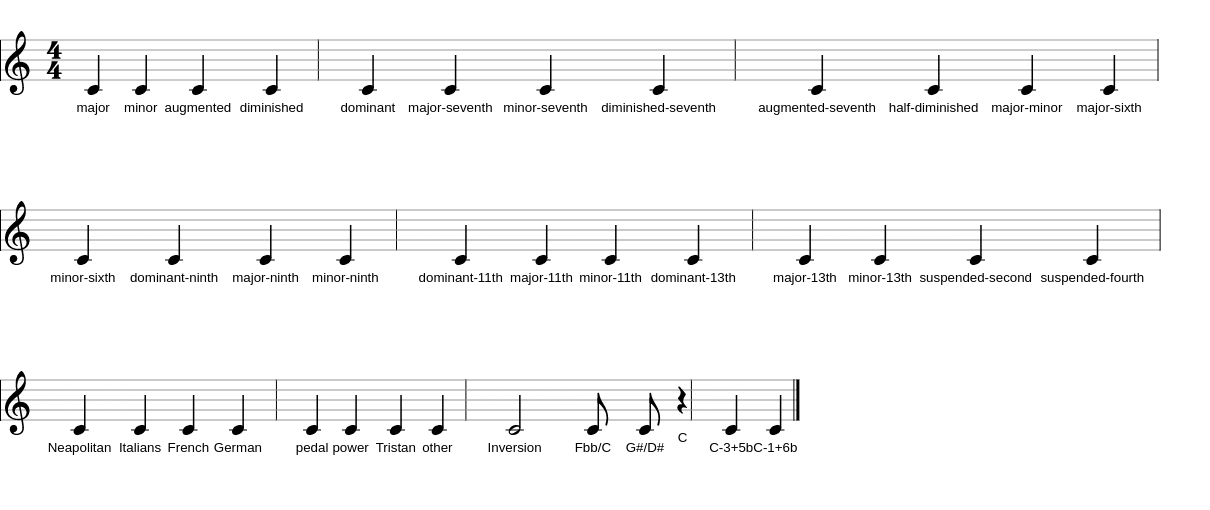 4
4
major minor augmented diminished dominant major-seventh minor-seventh diminished-seventh augmented-seventh half-diminished major-minor major-sixth
minor-sixth dominant-ninth major-ninth minor-ninth dominant-11th major-11th minor-11th dominant-13th major-13th minor-13th suspended-second suspended-fourth
Neapolitan Italians French German pedal power Tristan other Inversion Fbb/C G#/D# C C-3+5bC-1+6b